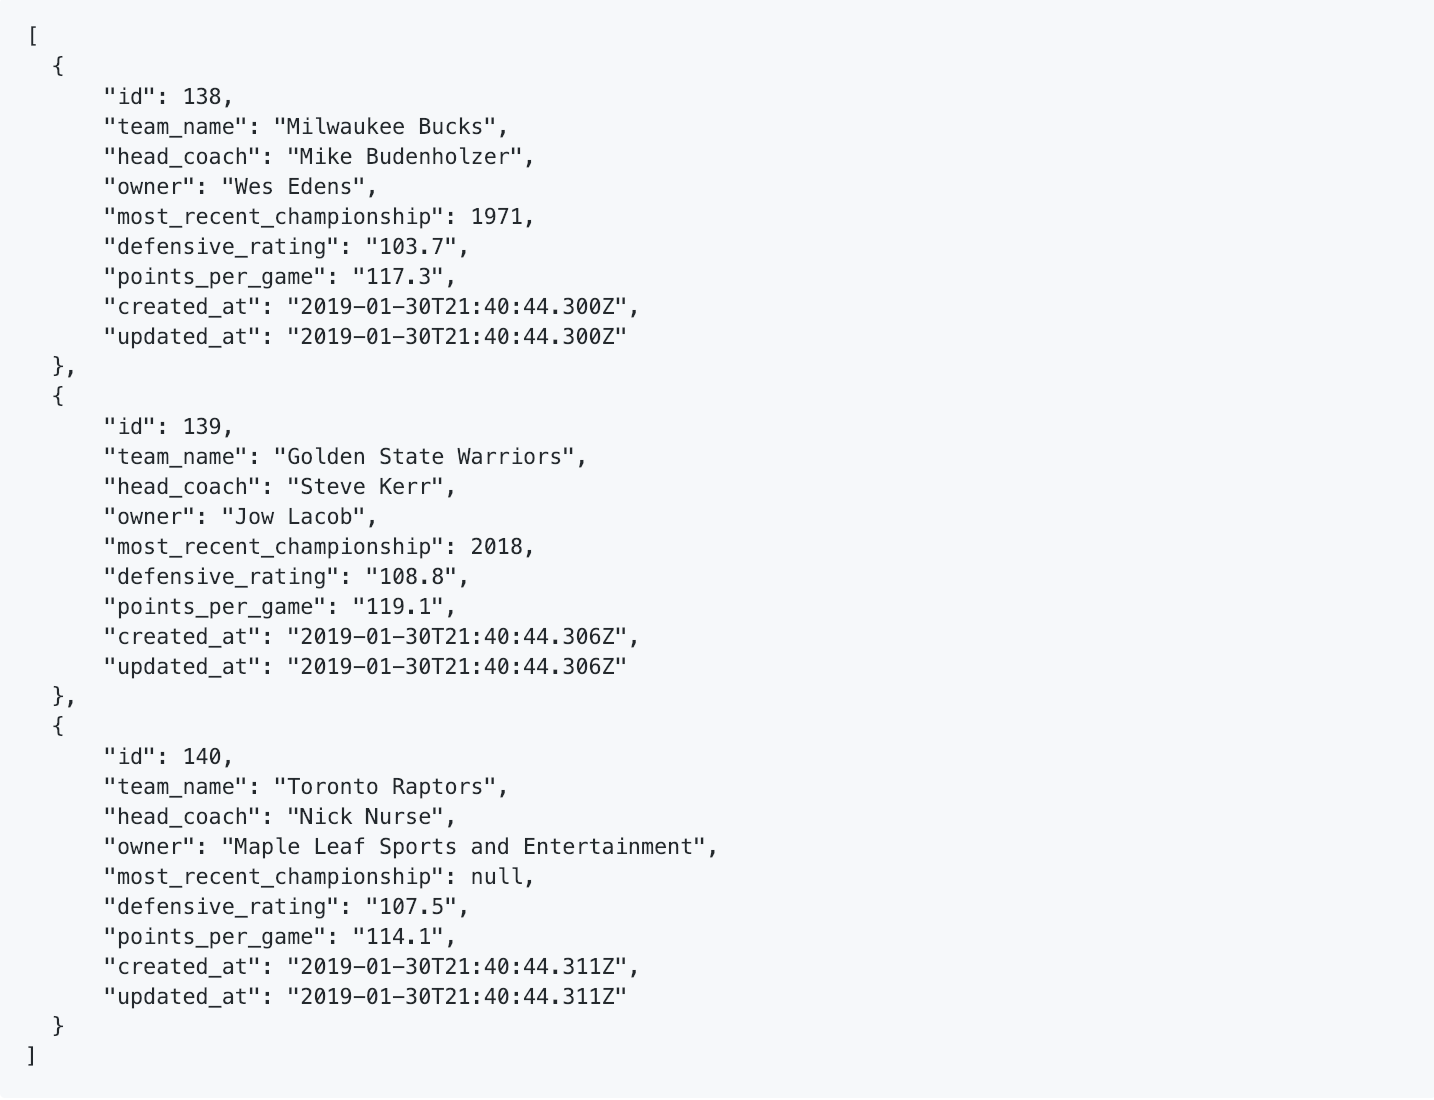 [
  {
      "id": 138,
      "team_name": "Milwaukee Bucks",
      "head_coach": "Mike Budenholzer",
      "owner": "Wes Edens",
      "most_recent_championship": 1971,
      "defensive_rating": "103.7",
      "points_per_game": "117.3",
      "created_at": "2019-01-30T21:40:44.300Z",
      "updated_at": "2019-01-30T21:40:44.300Z"
  },
  {
      "id": 139,
      "team_name": "Golden State Warriors",
      "head_coach": "Steve Kerr",
      "owner": "Jow Lacob",
      "most_recent_championship": 2018,
      "defensive_rating": "108.8",
      "points_per_game": "119.1",
      "created_at": "2019-01-30T21:40:44.306Z",
      "updated_at": "2019-01-30T21:40:44.306Z"
  },
  {
      "id": 140,
      "team_name": "Toronto Raptors",
      "head_coach": "Nick Nurse",
      "owner": "Maple Leaf Sports and Entertainment",
      "most_recent_championship": null,
      "defensive_rating": "107.5",
      "points_per_game": "114.1",
      "created_at": "2019-01-30T21:40:44.311Z",
      "updated_at": "2019-01-30T21:40:44.311Z"
  }
]